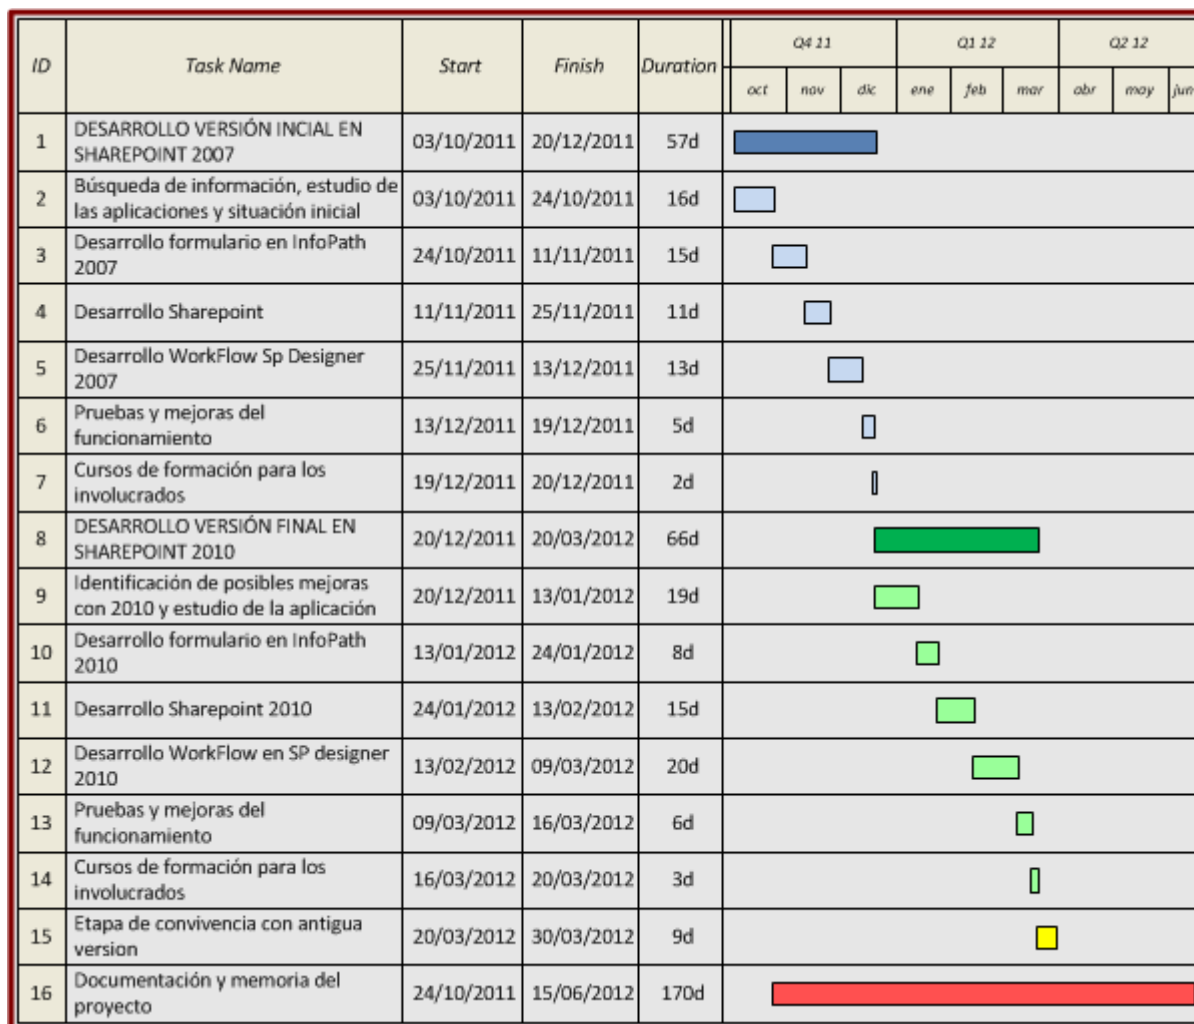 ID Task Name Start Finish Duration Q4 11 Q1 12 Q2 12
oct nov dic ene feb mar abr may jun
1 DESARROLLO VERSIÓN INCIAL EN
SHAREPOINT 2007 03/10/2011 20/12/2011 57d
2 Búsqueda de información, estudio de
las aplicaciones y situación inicial 03/10/2011 24/10/2011 16d
3 Desarrollo formulario en InfoPath
2007 24/10/2011 11/11/2011 15d
4 Desarrollo Sharepoint 11/11/2011 25/11/2011 11d
5 Desarrollo WorkFlow Sp Designer
2007 25/11/2011 13/12/2011 13d
6 Pruebas y mejoras del
funcionamiento 13/12/2011 19/12/2011 5d
7 Cursos de formación para los
involucrados 19/12/2011 20/12/2011 2d
8 DESARROLLO VERSIÓN FINAL EN
SHAREPOINT 2010 20/12/2011 20/03/2012 66d
9 Identificación de posibles mejoras
con 2010 y estudio de la aplicación 20/12/2011 13/01/2012 19d
10 Desarrollo formulario en InfoPath
2010 13/01/2012 24/01/2012 8d
11 Desarrollo Sharepoint 2010 24/01/2012 13/02/2012 15d
12 Desarrollo WorkFlow en SP designer
2010 13/02/2012 09/03/2012 20d
13 Pruebas y mejoras del
funcionamiento 09/03/2012 16/03/2012 6d
14 Cursos de formación para los
involucrados 16/03/2012 20/03/2012 3d
15 Etapa de convivencia con antigua
version 20/03/2012 30/03/2012 9d
16 Documentación y memoria del
proyecto 24/10/2011 15/06/2012 170d